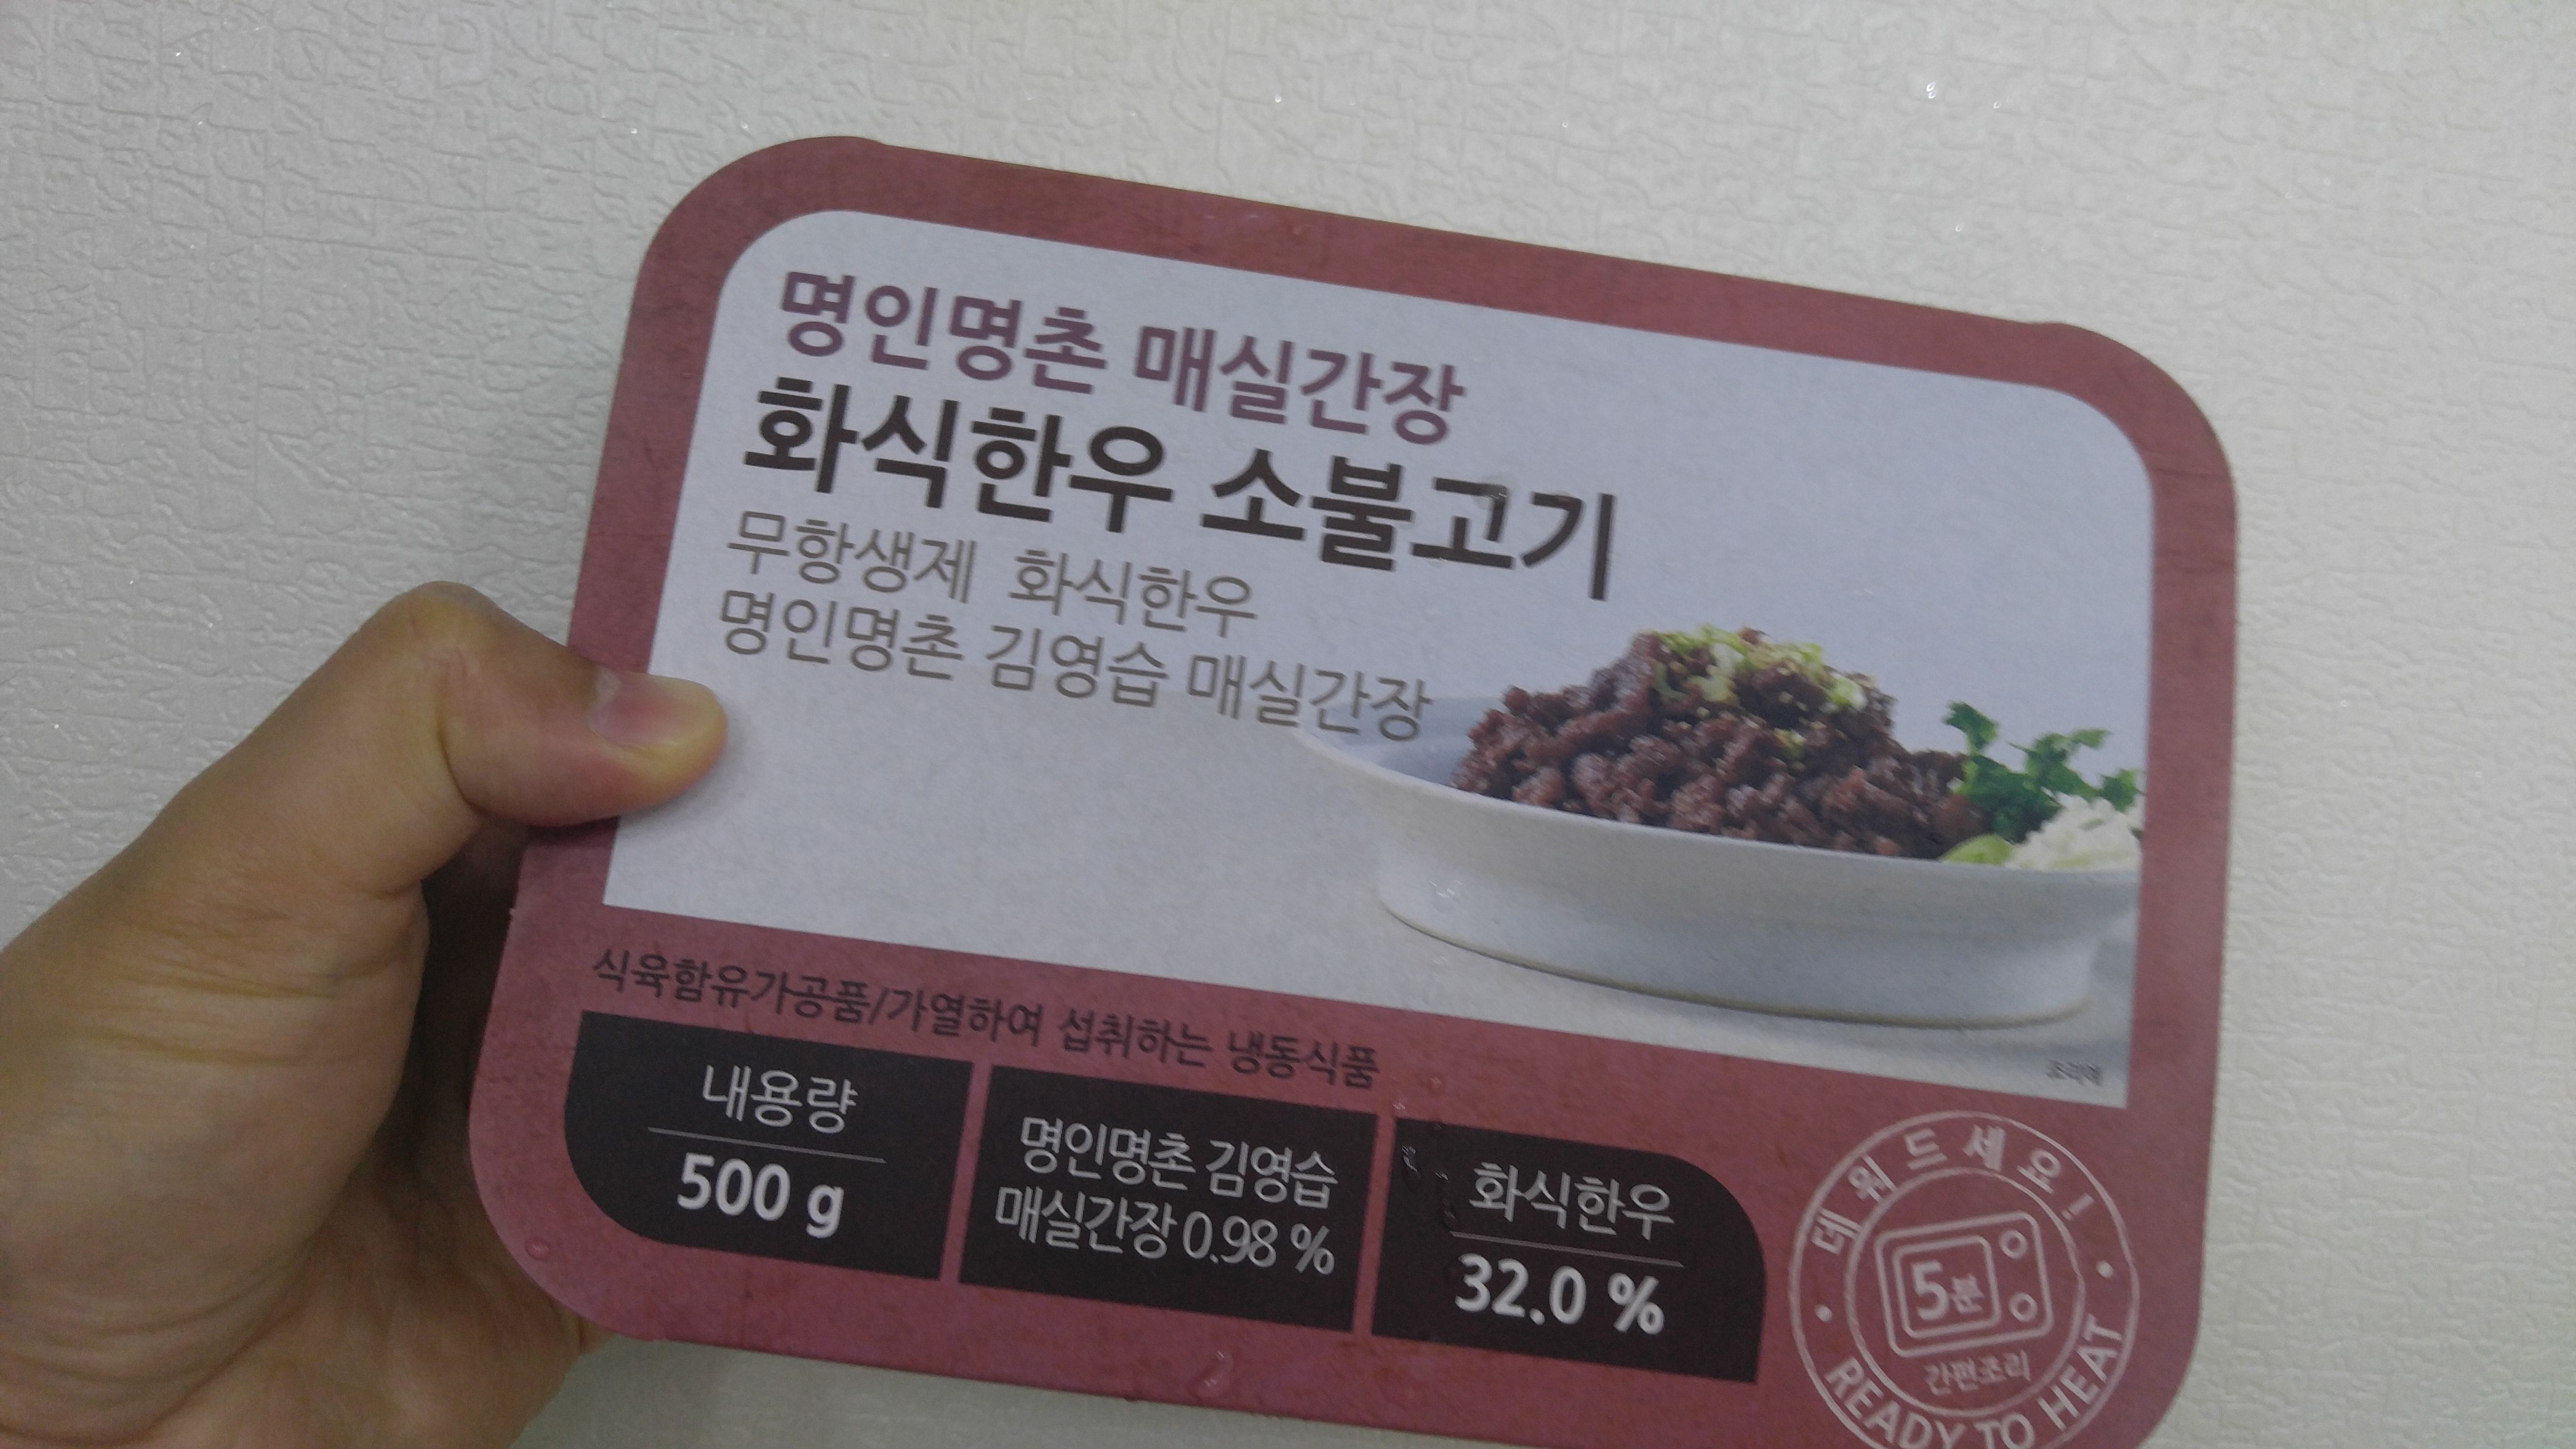 명인명촌 매실간장
화식한우 소불고기
무항생제 화식한우
명인명촌 김영습 매실간장
조리예
식육함유가공품/가열하여 섭취하는 냉동식품
내용량
500 g
명인명촌 김영습
매실간장 0.98 %
화식한우
32.0 %
데워드세요!
5분
간편조리
READY TO HEAT